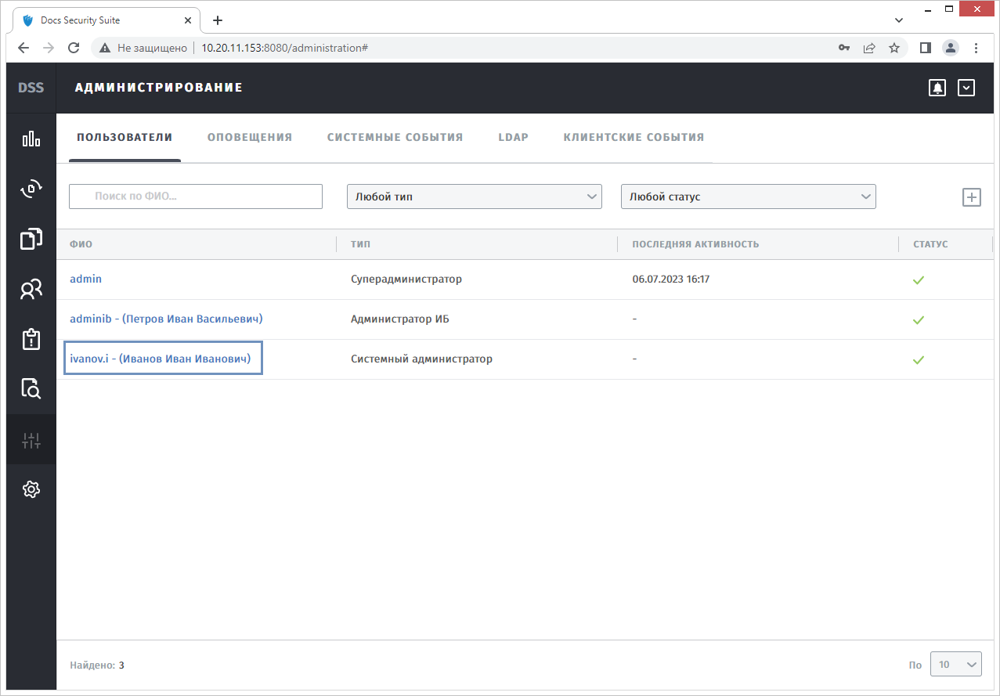 Docs Security Suite
Не защищено 10.20.11.153:8080/administration#
DSS АДМИНИСТРИРОВАНИЕ
ПОЛЬЗОВАТЕЛИ ОПОВЕЩЕНИЯ СИСТЕМНЫЕ СОБЫТИЯ LDAP КЛИЕНТСКИЕ СОБЫТИЯ
Поиск по ФИО... Любой тип Любой статус
ФИО ТИП ПОСЛЕДНЯЯ АКТИВНОСТЬ СТАТУС
admin Суперадминистратор 06.07.2023 16:17
adminib - (Петров Иван Васильевич) Администратор ИБ -
ivanov.i - (Иванов Иван Иванович) Системный администратор -
Найдено: 3 По 10